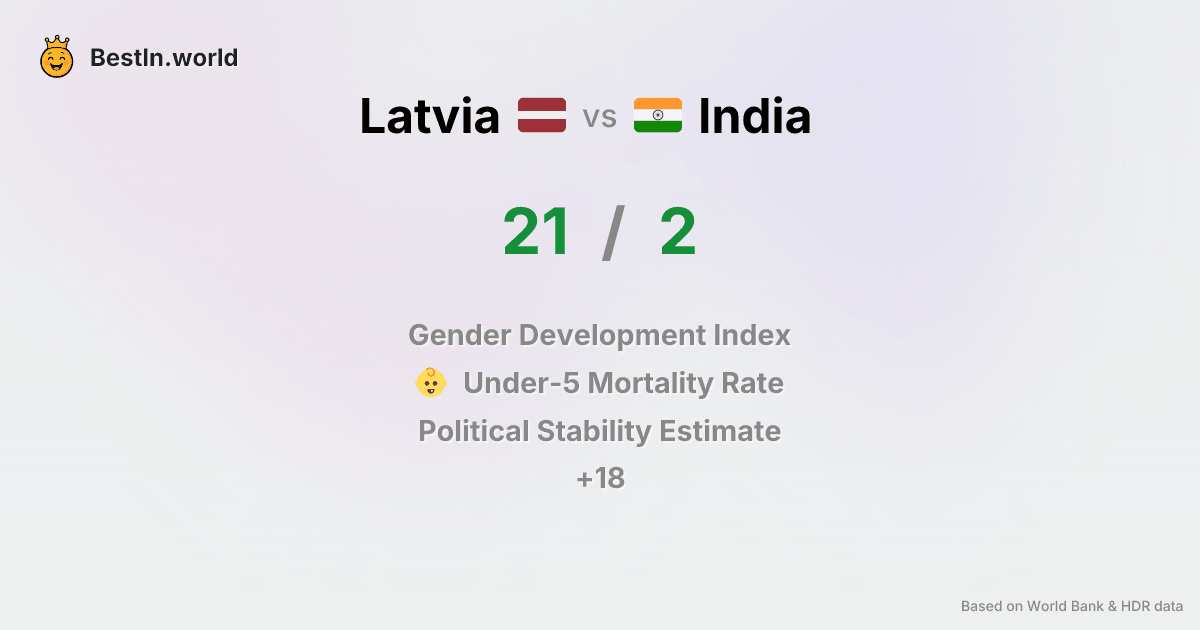 BestIn.world
Latvia vs India
21 / 2
Gender Development Index
Under-5 Mortality Rate
Political Stability Estimate
+18
Based on World Bank & HDR data